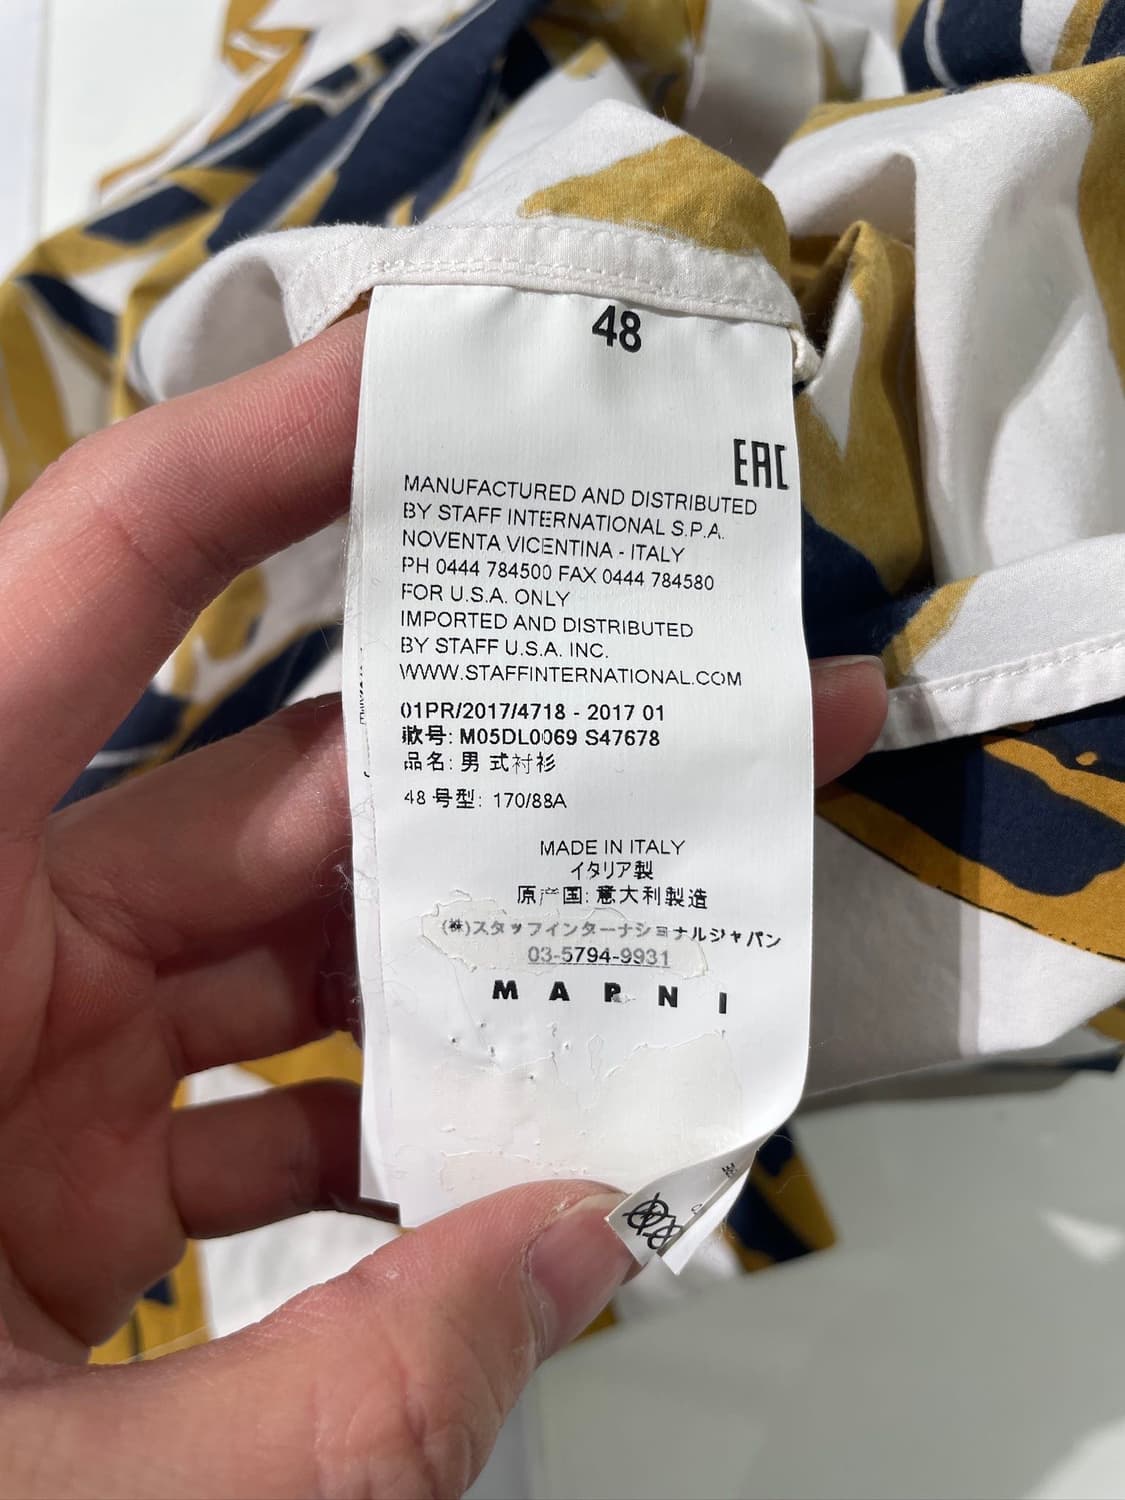 48
EAC
MANUFACTURED AND DISTRIBUTED
BY STAFF INTERNATIONAL S.P.A.
NOVENTA VICENTINA - ITALY
PH 0444 784500 FAX 0444 784580
FOR U.S.A. ONLY
IMPORTED AND DISTRIBUTED
BY STAFF U.S.A. INC.
WWW.STAFFINTERNATIONAL.COM
01PR/2017/4718 - 2017 01
款号: M05DL0069 S47678
品名: 男式衬衫
48 号型: 170/88A
MADE IN ITALY
イタリア製
原产国: 意大利製造
(株)スタッフインターナショナルジャパン
03-5794-9931
MARNI